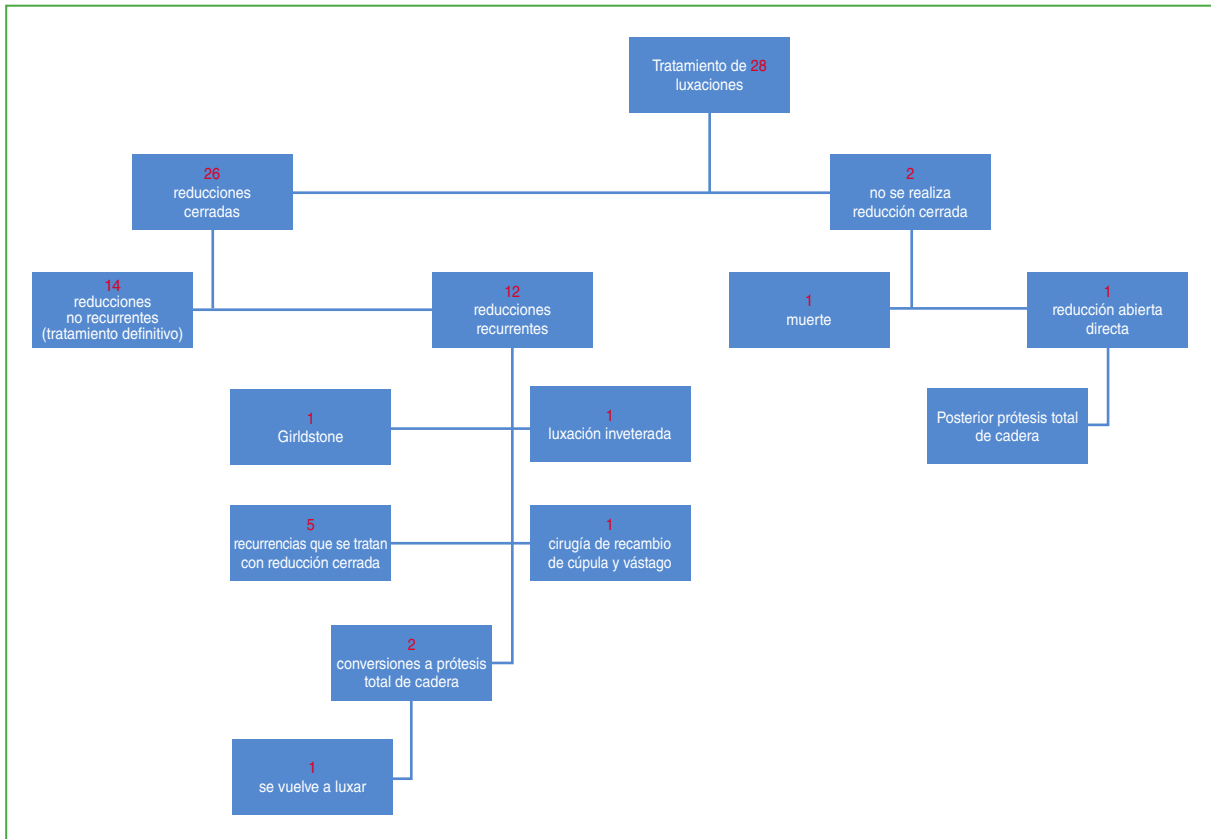 Tratamiento de 28
luxaciones
26
reducciones
cerradas
2
no se realiza
reducción cerrada
14
reducciones
no recurrentes
(tratamiento definitivo)
12
reducciones
recurrentes
1
muerte
1
reducción abierta
directa
1
Girldstone
1
luxación inveterada
Posterior prótesis total
de cadera
5
recurrencias que se tratan
con reducción cerrada
1
cirugía de recambio
de cúpula y vástago
2
conversiones a prótesis
total de cadera
1
se vuelve a luxar